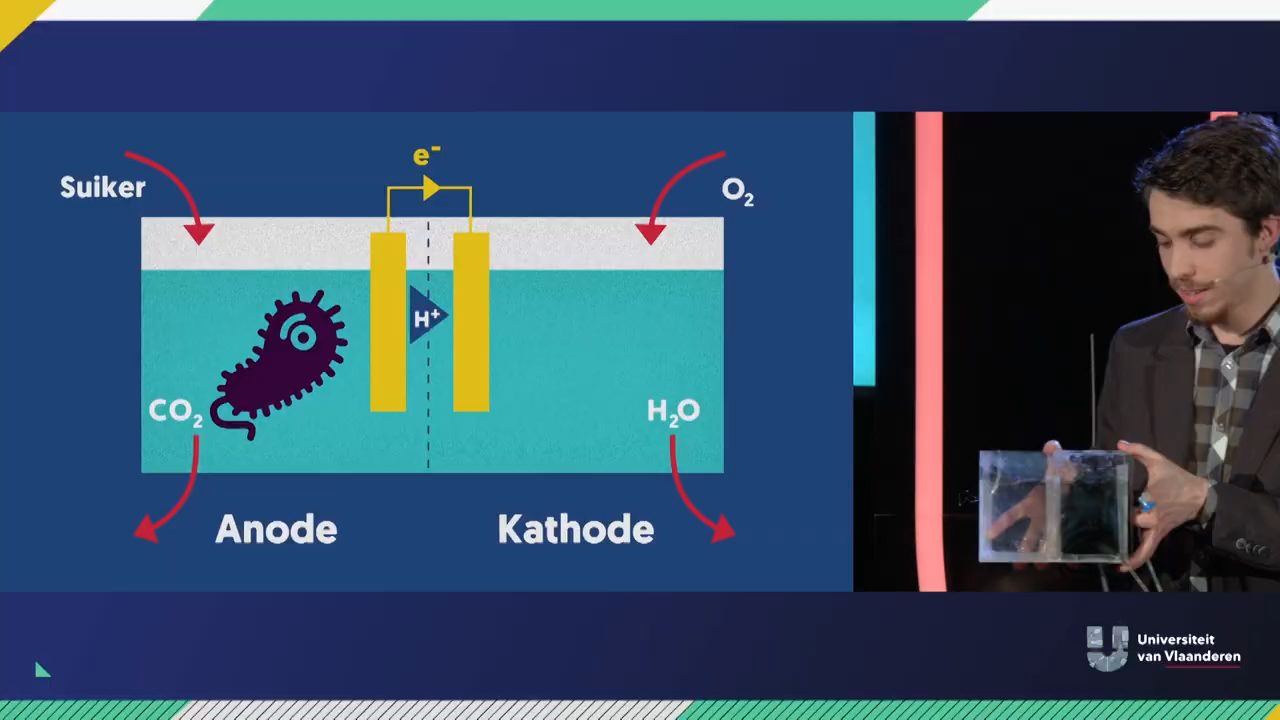 e⁻
Suiker
O₂
H⁺
CO₂
H₂O
Anode
Kathode
Universiteit
van Vlaanderen